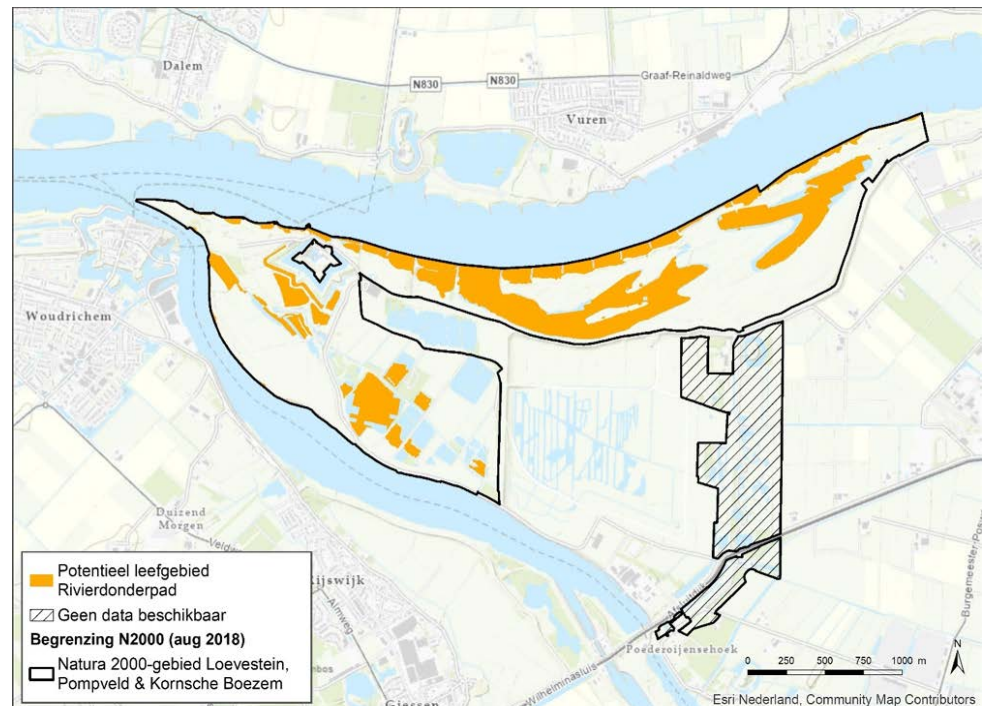 Dalem
N830
N830
Graaf-Reinaldweg
Vuren
Woudrichem
Duizend
Morgen
Rijswijk
Almweg
Giessen
Wilhelminasluis
Poederoijensehoek
Potentieel leefgebied
Rivierdonderpad
Geen data beschikbaar
Begrenzing N2000 (aug 2018)
Natura 2000-gebied Loevestein,
Pompveld & Kornsche Boezem
N
0 250 500 750 1000 m
Esri Nederland, Community Map Contributors